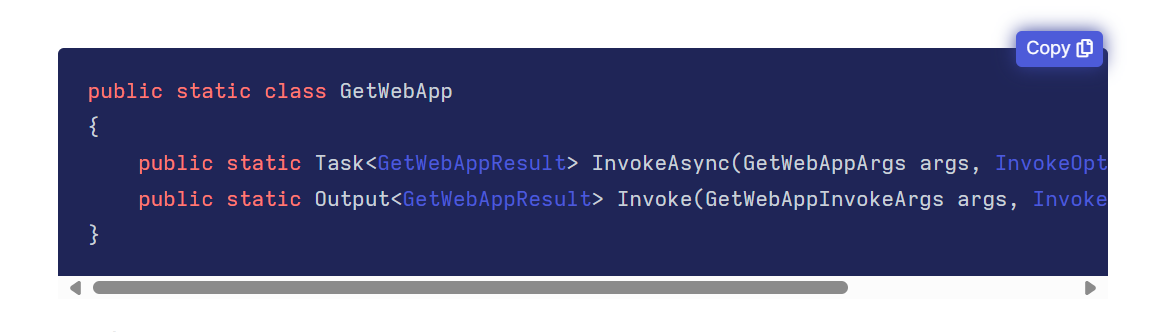 Copy
public static class GetWebApp
{
    public static Task<GetWebAppResult> InvokeAsync(GetWebAppArgs args, InvokeOpt
    public static Output<GetWebAppResult> Invoke(GetWebAppInvokeArgs args, Invoke
}